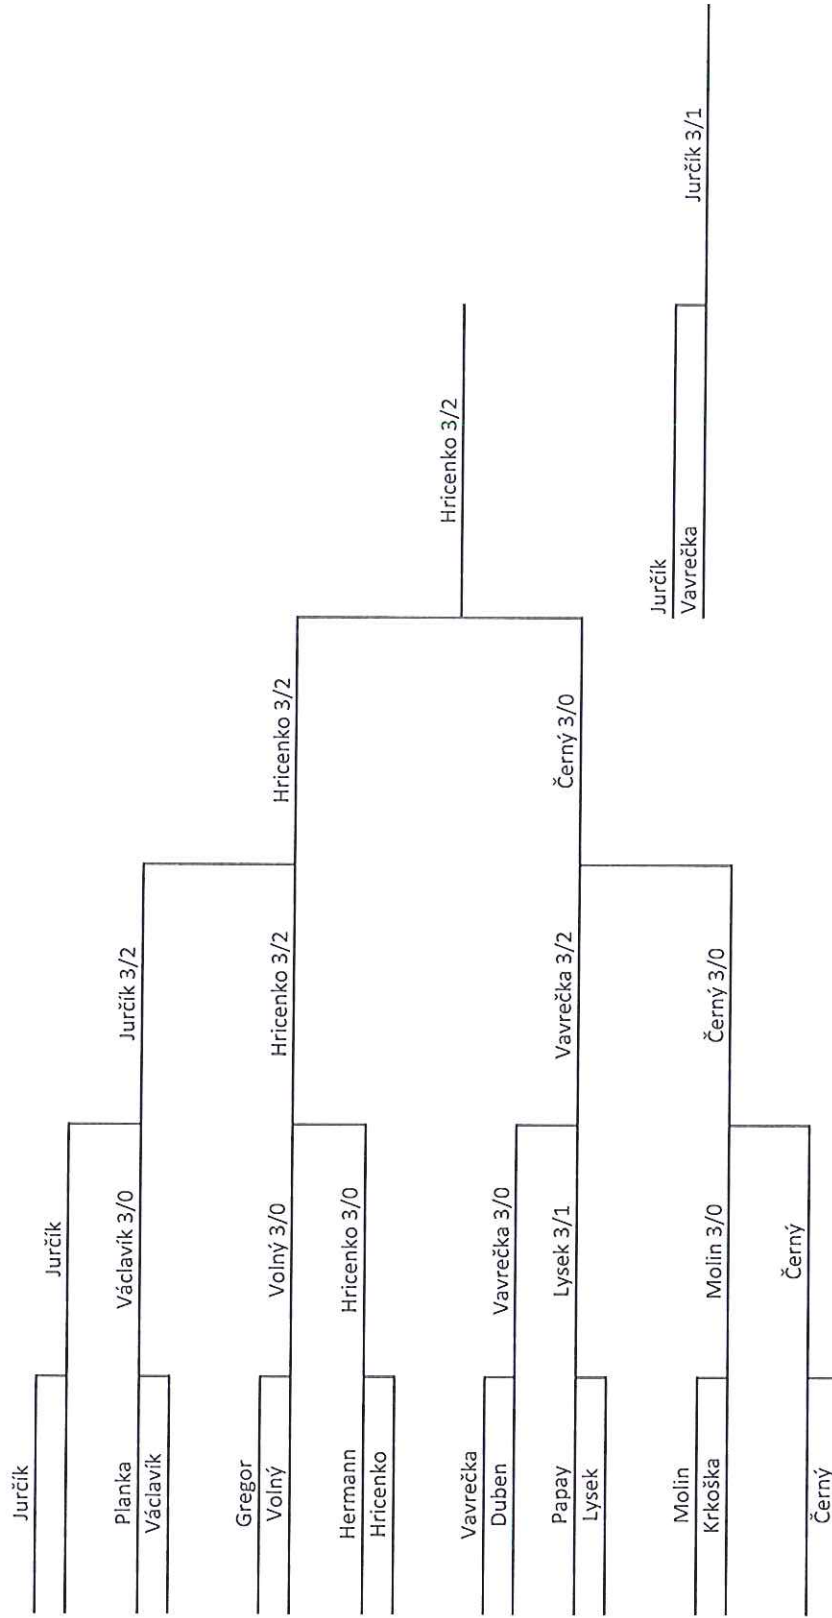 Jurčík
Planka
Václavik
Gregor
Volný
Hermann
Hricenko
Vavrečka
Duben
Papay
Lysek
Molin
Krkoška
Černý
Jurčík
Václavik 3/0
Volný 3/0
Hricenko 3/0
Vavrečka 3/0
Lysek 3/1
Molin 3/0
Černý
Jurčík 3/2
Hricenko 3/2
Vavrečka 3/2
Černý 3/0
Hricenko 3/2
Černý 3/0
Hricenko 3/2
Jurčík
Vavrečka
Jurčík 3/1